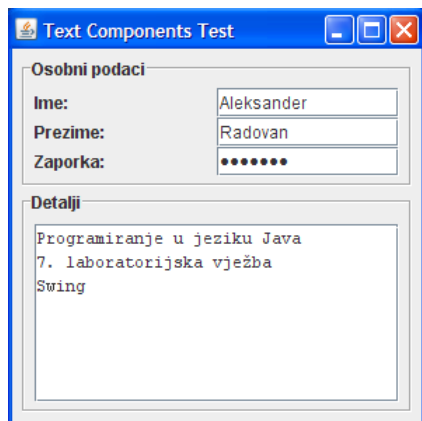 Text Components Test
Osobni podaci
Ime: Aleksander
Prezime: Radovan
Zaporka: •••••••
Detalji
Programiranje u jeziku Java
7. laboratorijska vježba
Swing